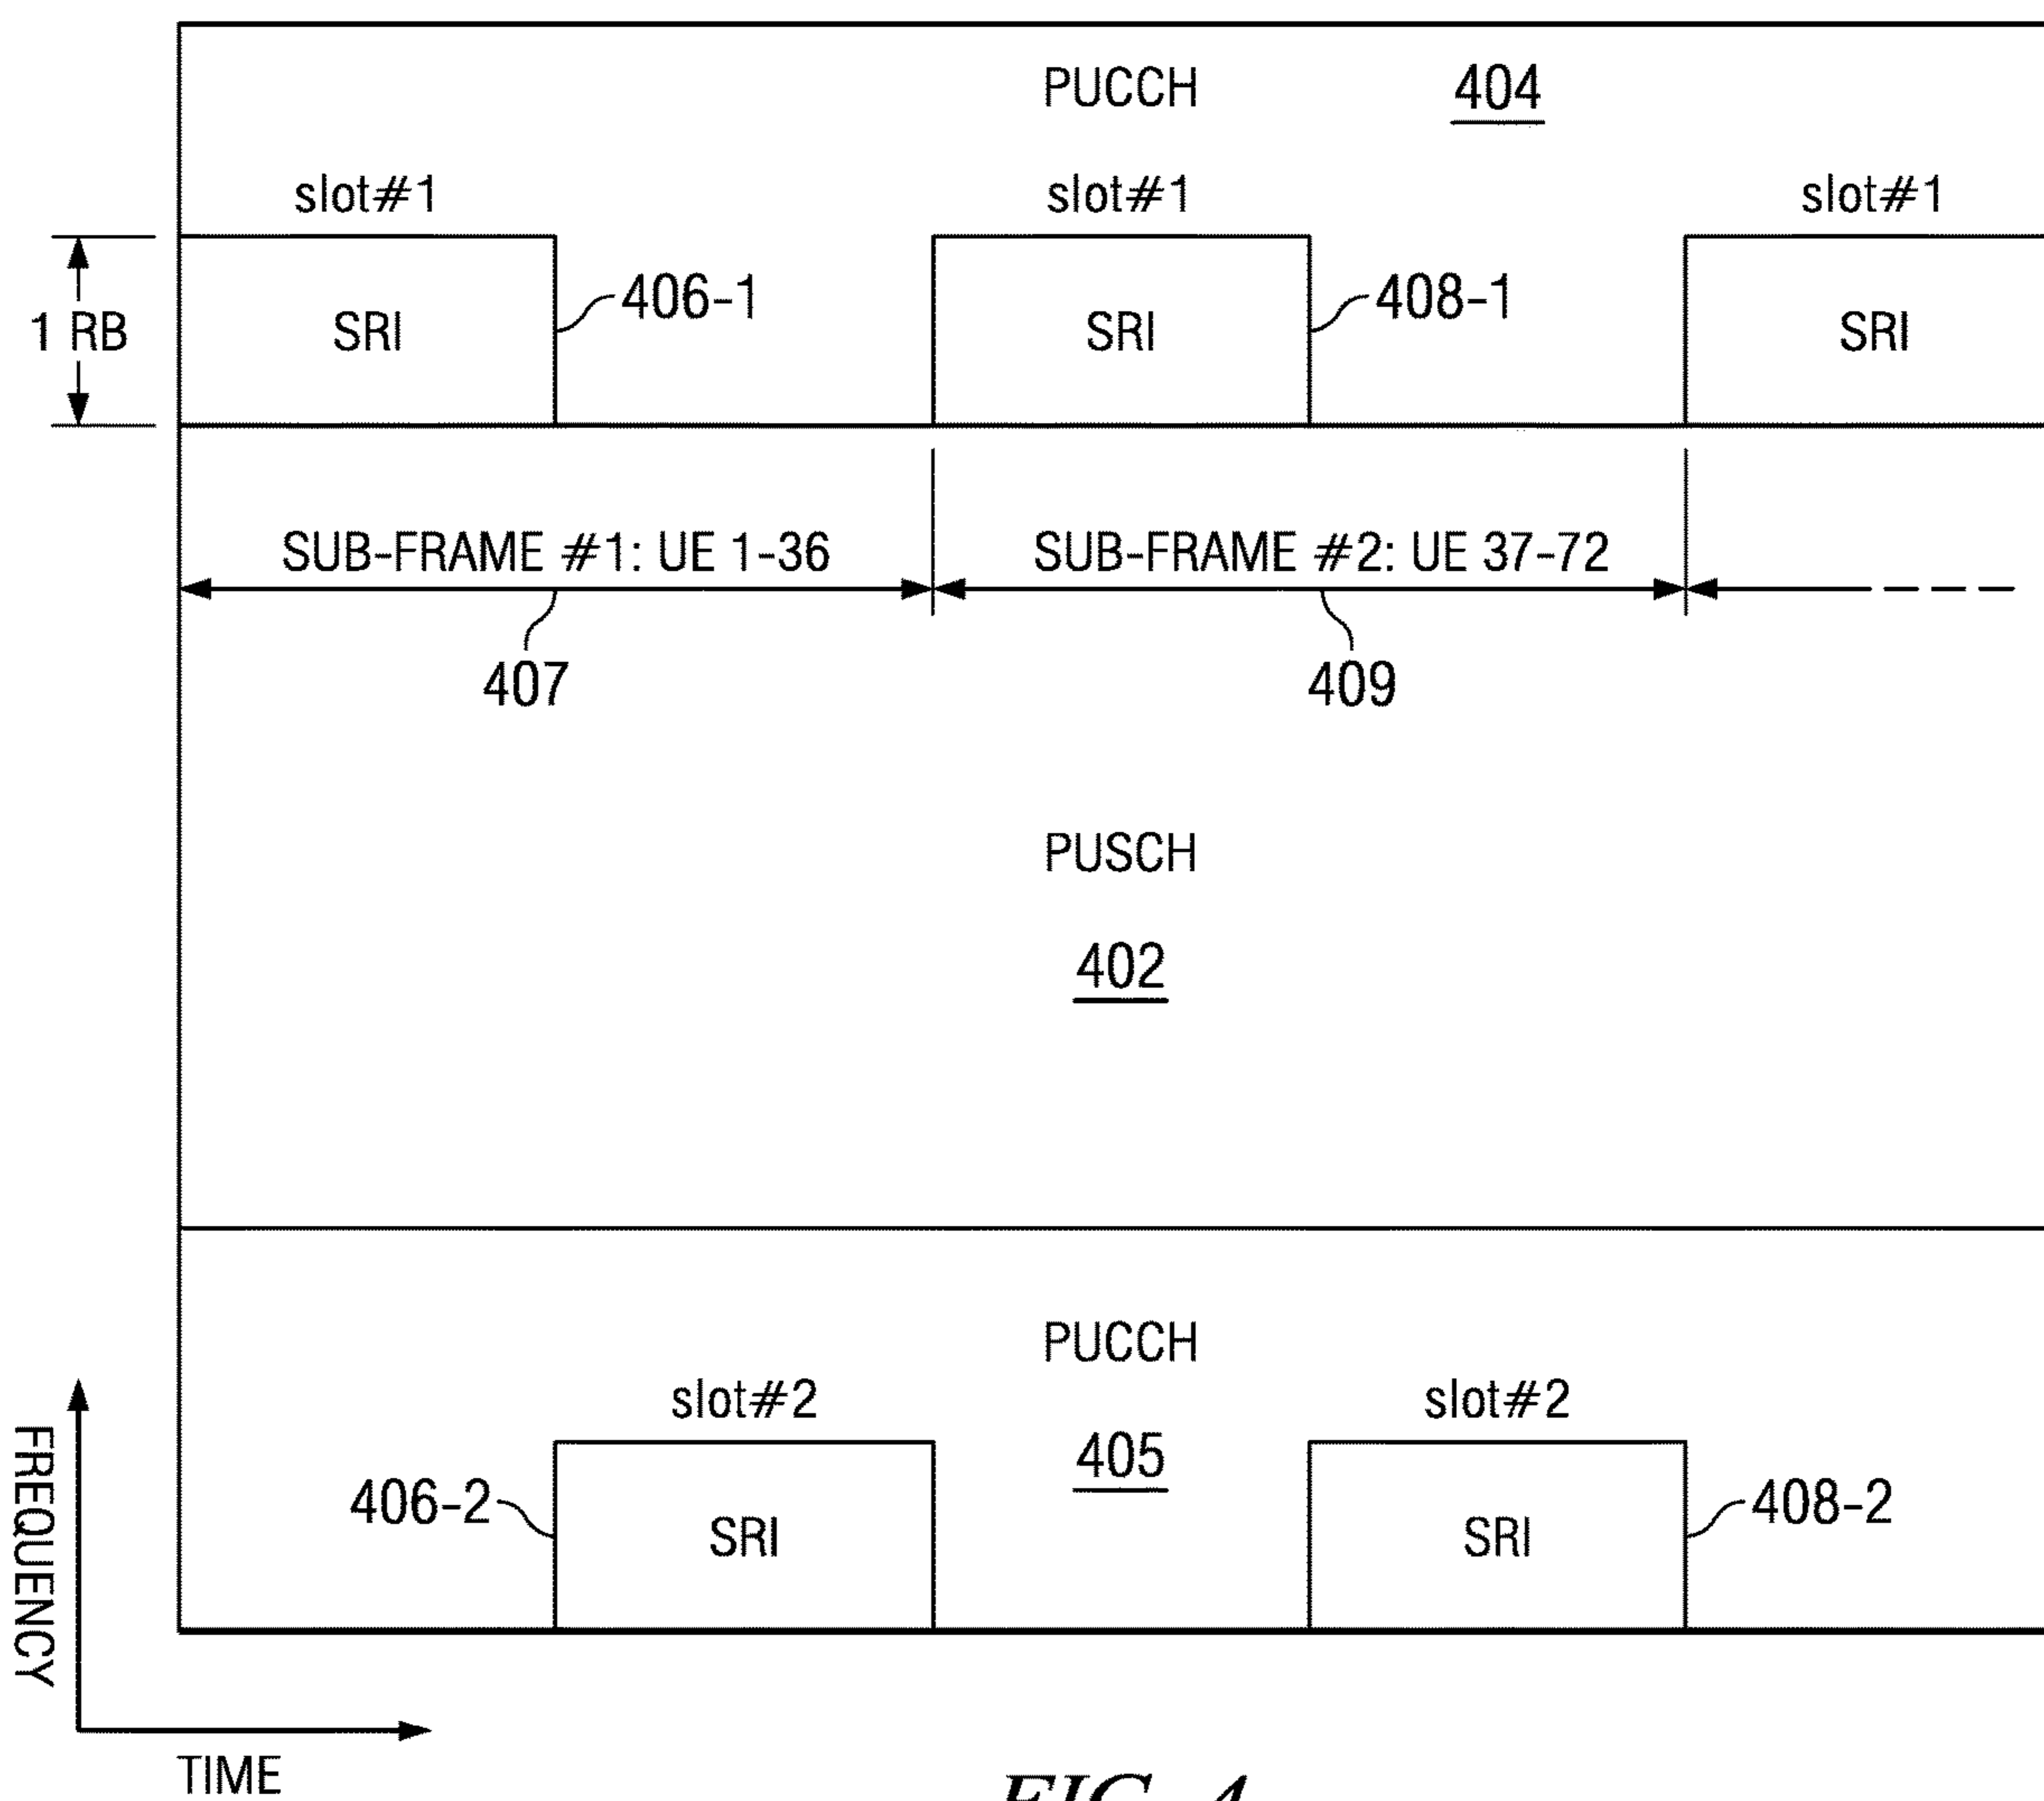 PUCCH 404
slot#1 slot#1 slot#1
406-1 408-1
1 RB SRI SRI SRI
SUB-FRAME #1: UE 1-36 SUB-FRAME #2: UE 37-72
407 409
PUSCH
402
PUCCH
slot#2 slot#2
405
406-2 408-2
SRI SRI
FREQUENCY
TIME
FIG. 4